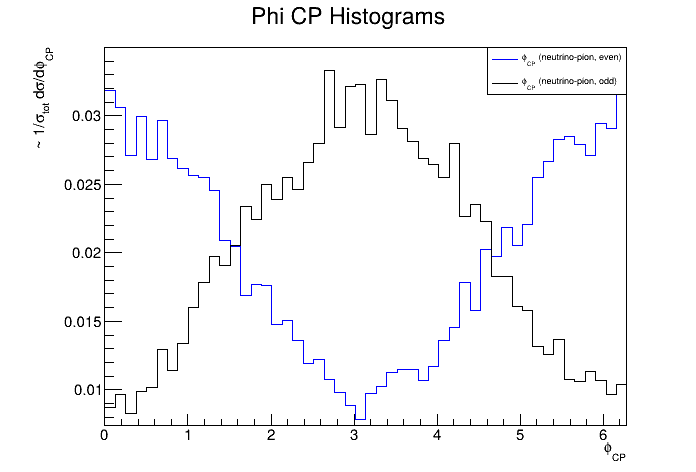 Phi CP Histograms
~ 1/σ_tot dσ/dϕ_CP
ϕ_CP (neutrino-pion, even)
ϕ_CP (neutrino-pion, odd)
0.03
0.025
0.02
0.015
0.01
0 1 2 3 4 5 6
ϕ_CP